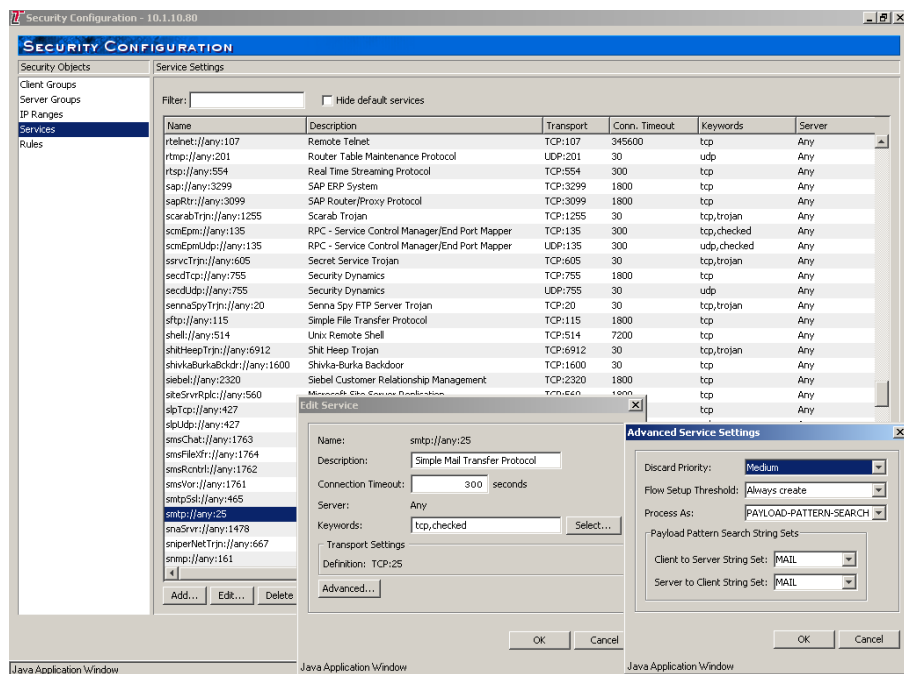 Security Configuration - 10.1.10.80
SECURITY CONFIGURATION
Security Objects
Service Settings
Client Groups
Server Groups
IP Ranges
Services
Rules
Filter:
Hide default services
Name Description Transport Conn. Timeout Keywords Server
rtelnet://any:107 Remote Telnet TCP:107 345600 tcp Any
rtmp://any:201 Router Table Maintenance Protocol UDP:201 30 udp Any
rtsp://any:554 Real Time Streaming Protocol TCP:554 300 tcp Any
sap://any:3299 SAP ERP System TCP:3299 1800 tcp Any
sapRtr://any:3099 SAP Router/Proxy Protocol TCP:3099 1800 tcp Any
scarabTrjn://any:1255 Scarab Trojan TCP:1255 30 tcp,trojan Any
scmEpm://any:135 RPC - Service Control Manager/End Port Mapper TCP:135 300 tcp,checked Any
scmEpmUdp://any:135 RPC - Service Control Manager/End Port Mapper UDP:135 300 udp,checked Any
ssrvcTrjn://any:605 Secret Service Trojan TCP:605 30 tcp,trojan Any
secdTcp://any:755 Security Dynamics TCP:755 1800 tcp Any
secdUdp://any:755 Security Dynamics UDP:755 30 udp Any
sennaSpyTrjn://any:20 Senna Spy FTP Server Trojan TCP:20 30 tcp,trojan Any
sftp://any:115 Simple File Transfer Protocol TCP:115 1800 tcp Any
shell://any:514 Unix Remote Shell TCP:514 7200 tcp Any
shitHeepTrjn://any:6912 Shit Heep Trojan TCP:6912 30 tcp,trojan Any
shivkaBurkaBckdr://any:1600 Shivka-Burka Backdoor TCP:1600 30 tcp Any
siebel://any:2320 Siebel Customer Relationship Management TCP:2320 1800 tcp Any
siteSrvrRplc://any:560 Microsoft Site Server Replication TCP:560 1800 tcp Any
slpTcp://any:427 tcp Any
slpUdp://any:427
smsChat://any:1763
smsFileXfr://any:1764
smsRcntrl://any:1762
smsVor://any:1761
smtpSsl://any:465
smtp://any:25
snaSrvr://any:1478
sniperNetTrjn://any:667
snmp://any:161
Add... Edit... Delete
Java Application Window
Edit Service
Name: smtp://any:25
Description: Simple Mail Transfer Protocol
Connection Timeout: 300 seconds
Server: Any
Keywords: tcp,checked Select...
Transport Settings
Definition: TCP:25
Advanced...
OK Cancel
Java Application Window
Advanced Service Settings
Discard Priority: Medium
Flow Setup Threshold: Always create
Process As: PAYLOAD-PATTERN-SEARCH
Payload Pattern Search String Sets
Client to Server String Set: MAIL
Server to Client String Set: MAIL
OK Cancel
Java Application Window